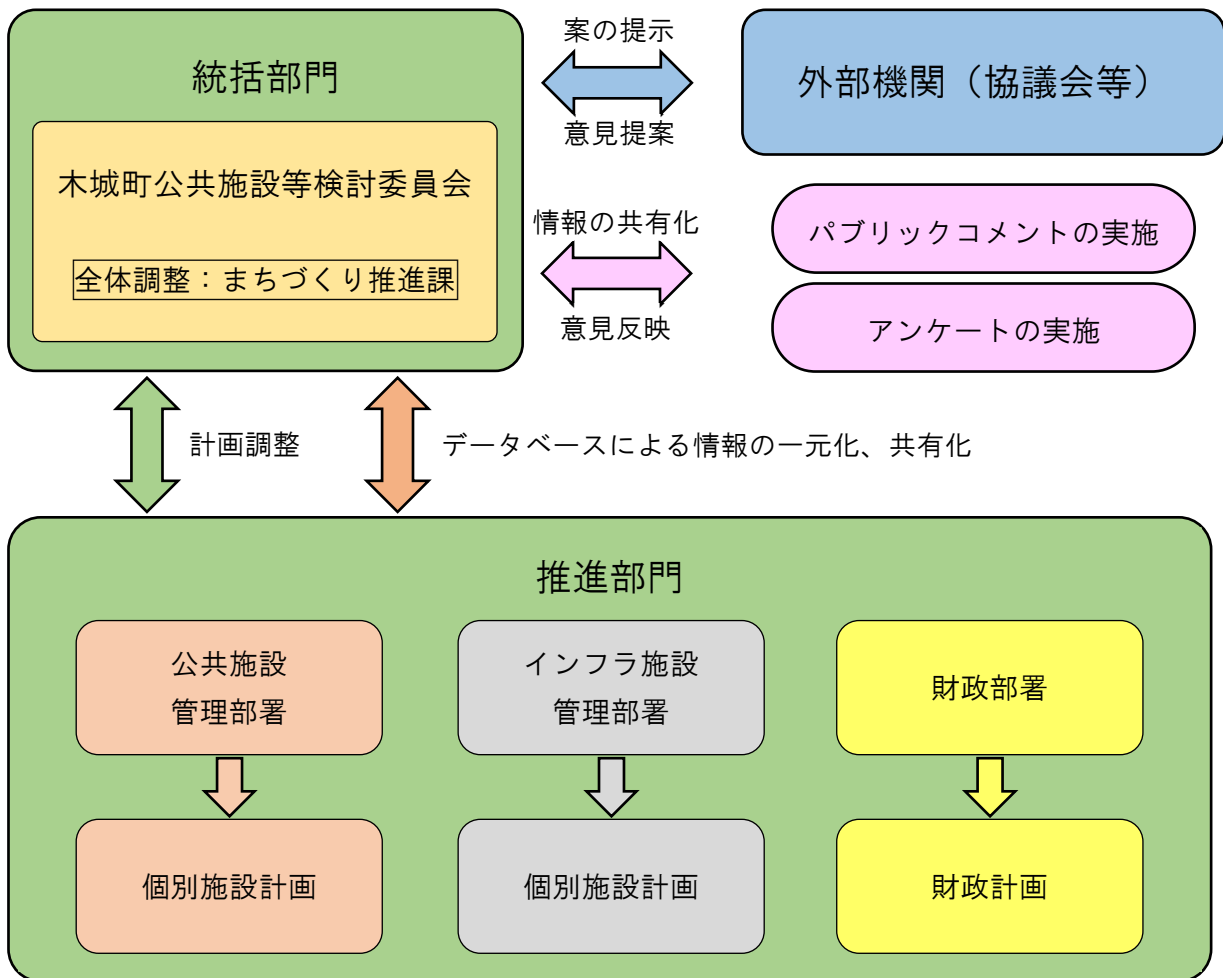 統括部門
木城町公共施設等検討委員会
全体調整：まちづくり推進課
案の提示
意見提案
外部機関（協議会等）
情報の共有化
意見反映
パブリックコメントの実施
アンケートの実施
計画調整
データベースによる情報の一元化、共有化
推進部門
公共施設
管理部署
インフラ施設
管理部署
財政部署
個別施設計画
個別施設計画
財政計画